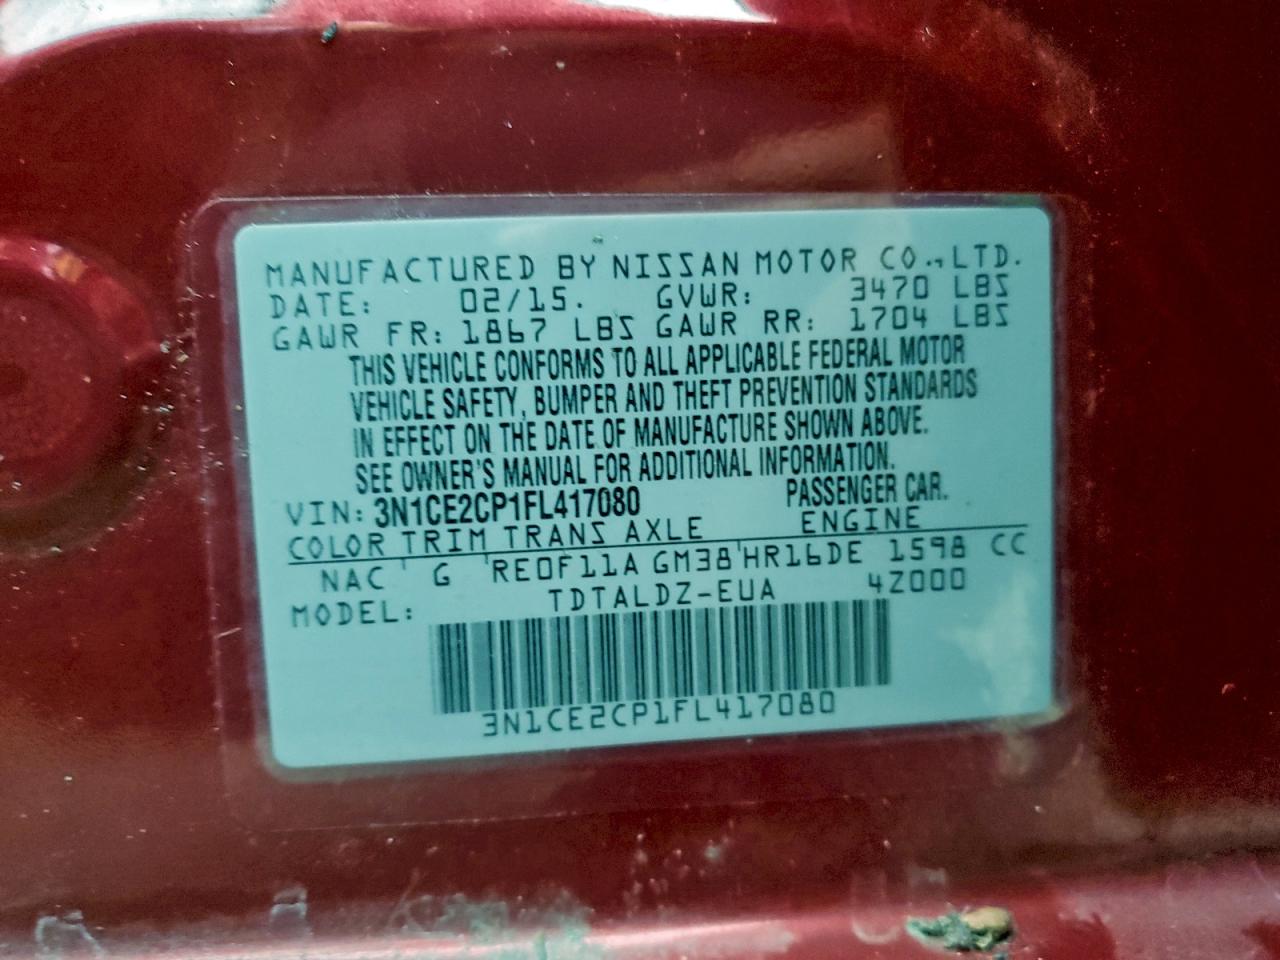 MANUFACTURED BY NISSAN MOTOR CO.,LTD.
DATE: 02/15. GVWR: 3470 LBS
GAWR FR: 1867 LBS GAWR RR: 1704 LBS
THIS VEHICLE CONFORMS TO ALL APPLICABLE FEDERAL MOTOR
VEHICLE SAFETY, BUMPER AND THEFT PREVENTION STANDARDS
IN EFFECT ON THE DATE OF MANUFACTURE SHOWN ABOVE.
SEE OWNER'S MANUAL FOR ADDITIONAL INFORMATION.
VIN: 3N1CE2CP1FL417080 PASSENGER CAR.
COLOR TRIM TRANS AXLE ENGINE
NAC ' G 'REOF11A GM38'HR16DE 1598 CC
MODEL: TDTALDZ-EUA 4Z000
3N1CE2CP1FL417080